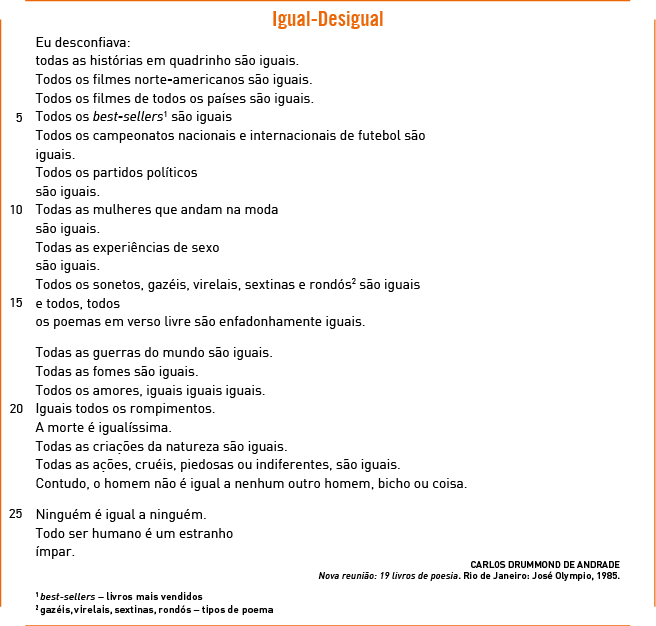 Igual-Desigual
Eu desconfiava:
todas as histórias em quadrinho são iguais.
Todos os filmes norte-americanos são iguais.
Todos os filmes de todos os países são iguais.
5 Todos os best-sellers¹ são iguais
Todos os campeonatos nacionais e internacionais de futebol são
iguais.
Todos os partidos políticos
são iguais.
10 Todas as mulheres que andam na moda
são iguais.
Todas as experiências de sexo
são iguais.
Todos os sonetos, gazéis, virelais, sextinas e rondós² são iguais
15 e todos, todos
os poemas em verso livre são enfadonhamente iguais.
Todas as guerras do mundo são iguais.
Todas as fomes são iguais.
Todos os amores, iguais iguais iguais.
20 Iguais todos os rompimentos.
A morte é igualíssima.
Todas as criações da natureza são iguais.
Todas as ações, cruéis, piedosas ou indiferentes, são iguais.
Contudo, o homem não é igual a nenhum outro homem, bicho ou coisa.
25 Ninguém é igual a ninguém.
Todo ser humano é um estranho
ímpar.
CARLOS DRUMMOND DE ANDRADE
Nova reunião: 19 livros de poesia. Rio de Janeiro: José Olympio, 1985.
¹ best-sellers – livros mais vendidos
² gazéis, virelais, sextinas, rondós – tipos de poema